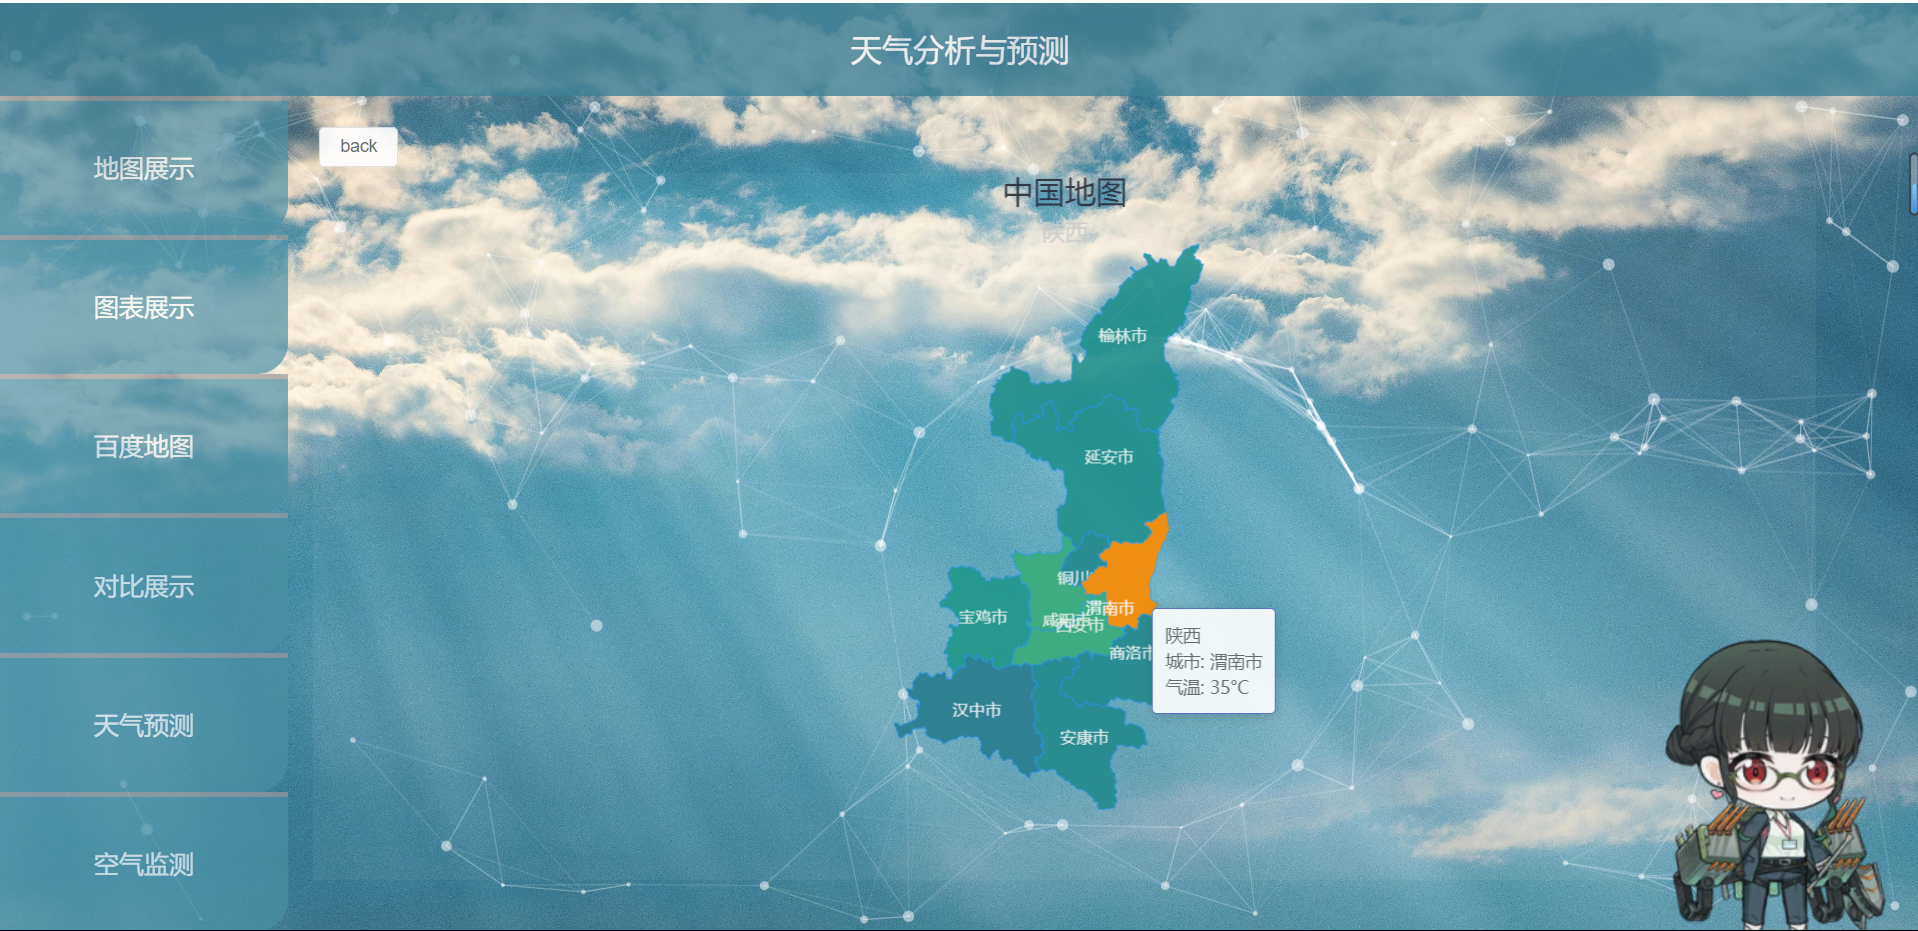 天气分析与预测
地图展示
图表展示
百度地图
对比展示
天气预测
空气监测
back
中国地图
陕西
榆林市
延安市
铜川
渭南市
宝鸡市
咸阳市
西安市
商洛市
汉中市
安康市
陕西
城市: 渭南市
气温: 35℃